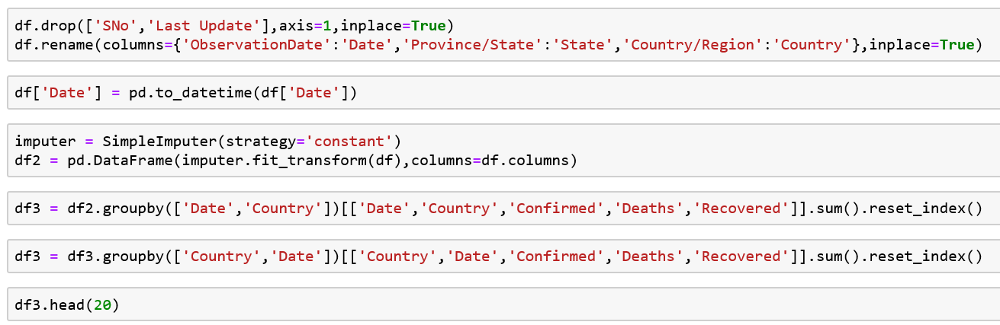 df.drop(['SNo','Last Update'],axis=1,inplace=True)
df.rename(columns={'ObservationDate':'Date','Province/State':'State','Country/Region':'Country'},inplace=True)
df['Date'] = pd.to_datetime(df['Date'])
imputer = SimpleImputer(strategy='constant')
df2 = pd.DataFrame(imputer.fit_transform(df),columns=df.columns)
df3 = df2.groupby(['Date','Country'])[['Date','Country','Confirmed','Deaths','Recovered']].sum().reset_index()
df3 = df3.groupby(['Country','Date'])[['Country','Date','Confirmed','Deaths','Recovered']].sum().reset_index()
df3.head(20)